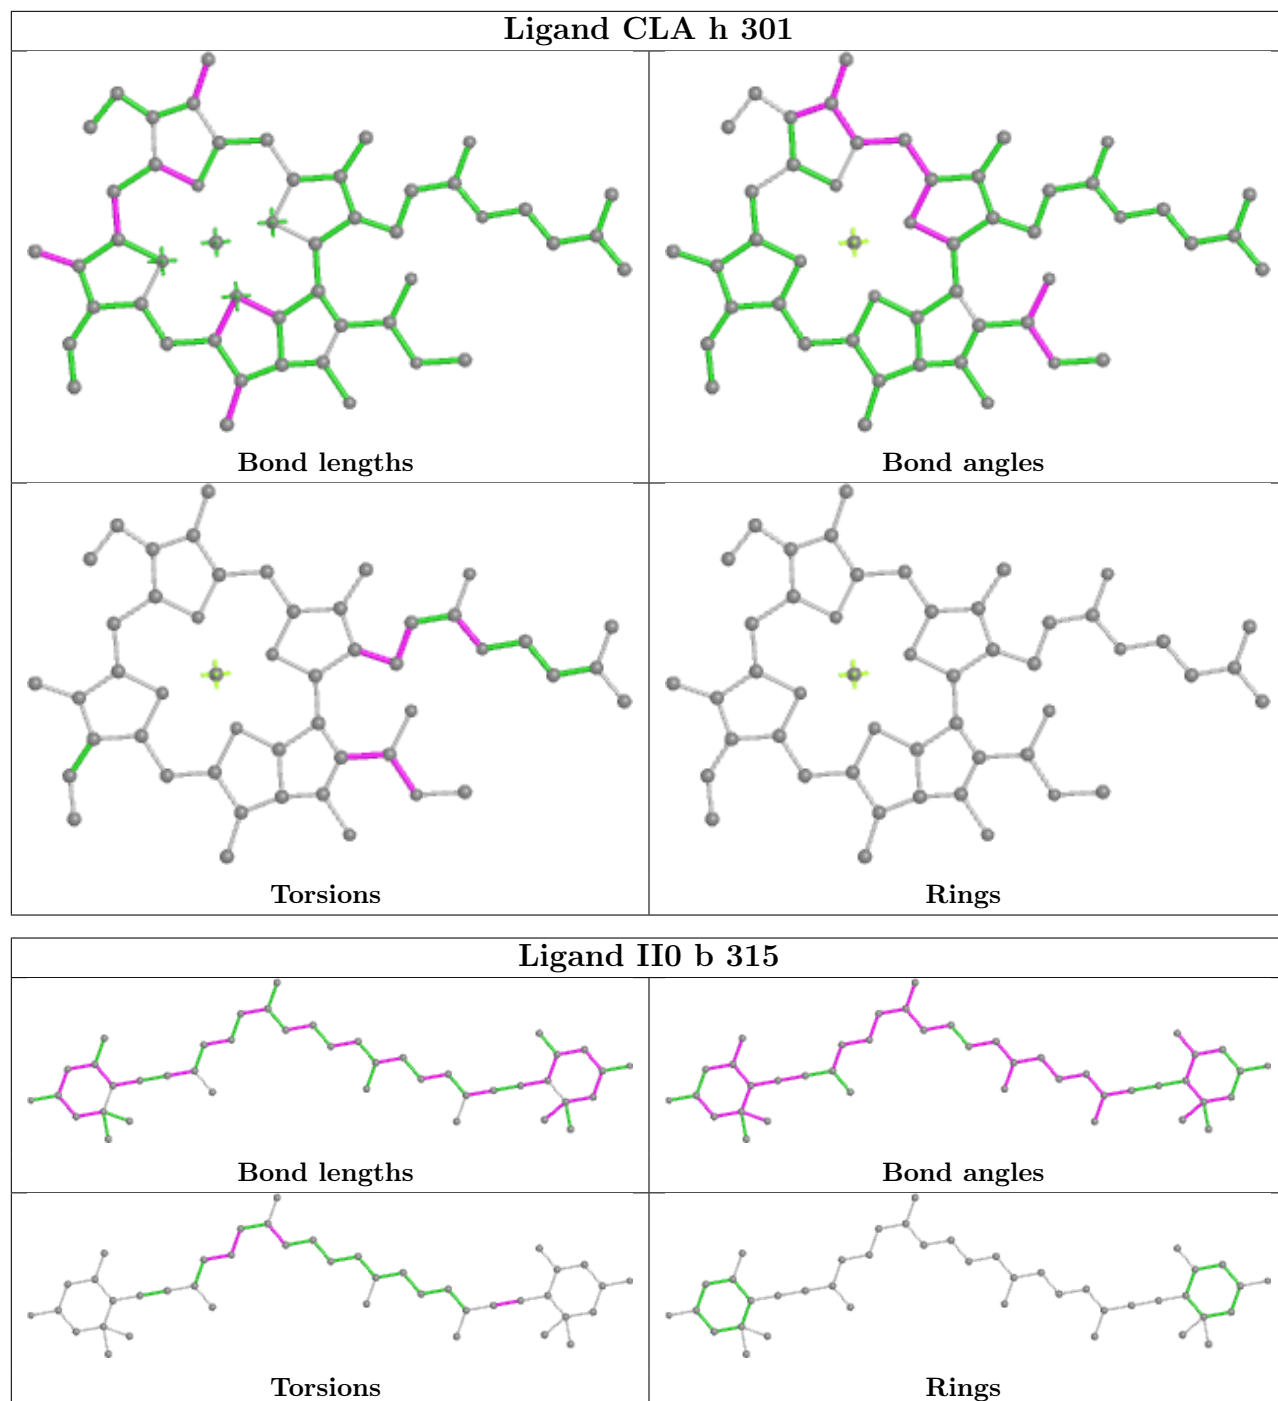 Ligand CLA h 301
Bond lengths
Bond angles
Torsions
Rings
Ligand II0 b 315
Bond lengths
Bond angles
Torsions
Rings